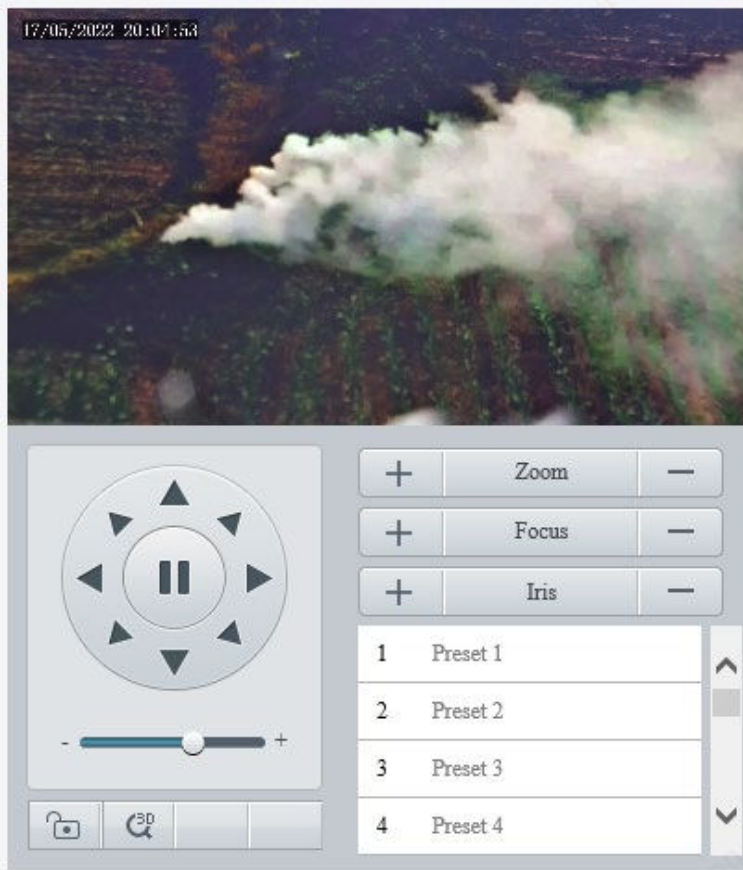 17/05/2022 20:04:53
+ Zoom —
+ Focus —
+ Iris —
1 Preset 1
2 Preset 2
3 Preset 3
4 Preset 4
- +
3D